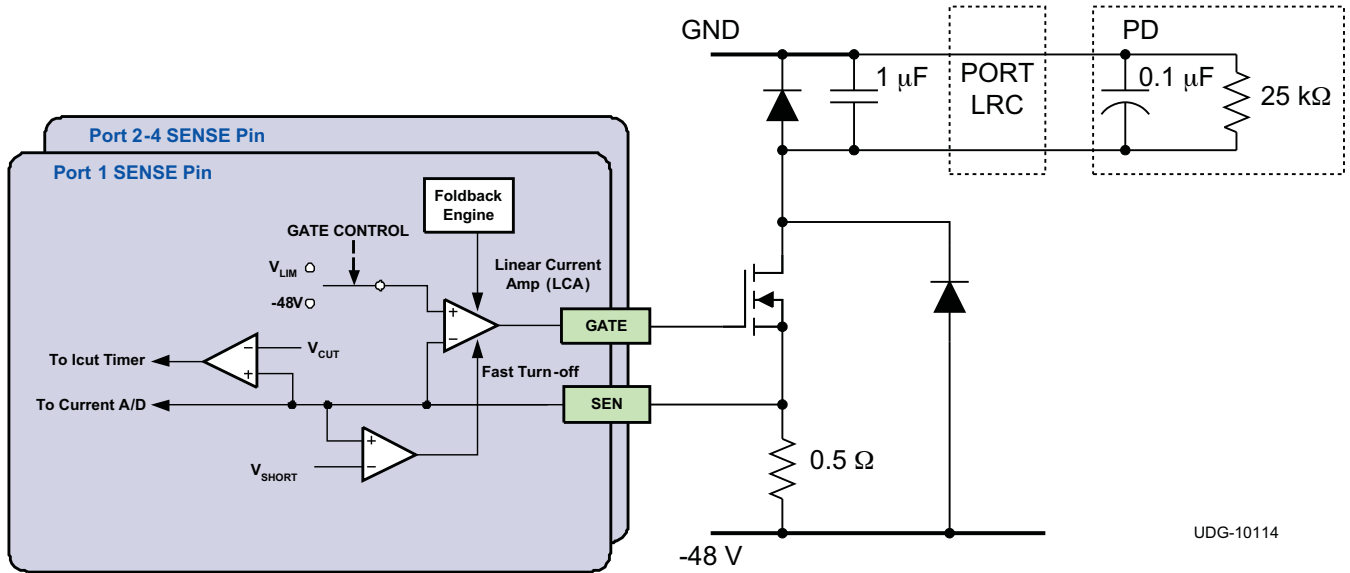 GND
PD
1 μF
PORT
LRC
0.1 μF
25 kΩ
Port 2-4 SENSE Pin
Port 1 SENSE Pin
Foldback
Engine
GATE CONTROL
VLIM
-48V
Linear Current
Amp (LCA)
+
−
GATE
To Icut Timer
−
+
VCUT
Fast Turn-off
To Current A/D
SEN
+
−
VSHORT
0.5 Ω
-48 V
UDG-10114